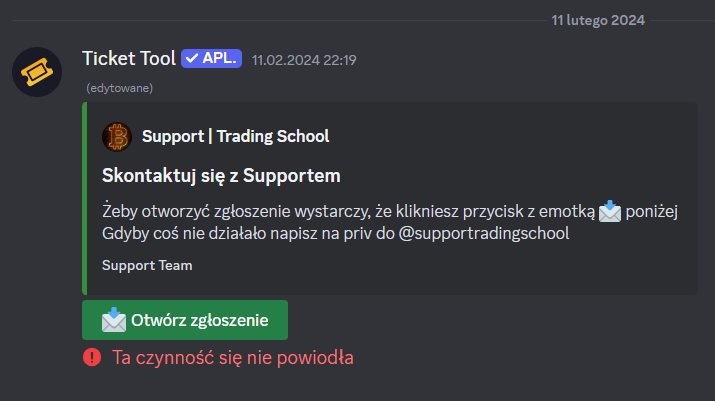 11 lutego 2024
Ticket Tool ✓ APL. 11.02.2024 22:19
(edytowane)
Support | Trading School
Skontaktuj się z Supportem
Żeby otworzyć zgłoszenie wystarczy, że klikniesz przycisk z emotką 📩 poniżej
Gdyby coś nie działało napisz na priv do @supportradingschool
Support Team
📩 Otwórz zgłoszenie
Ta czynność się nie powiodła